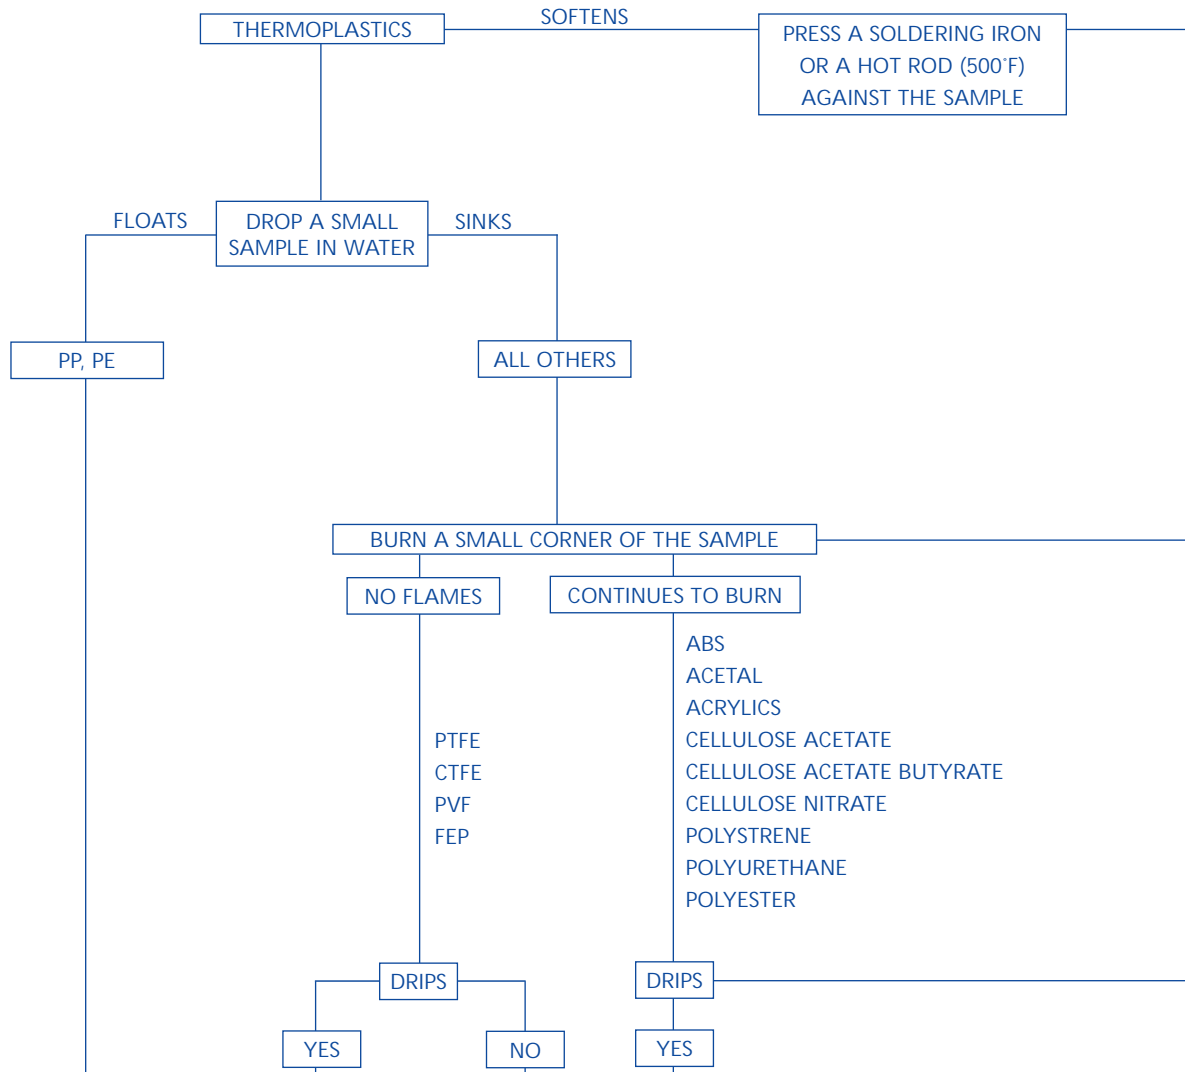 SOFTENS
THERMOPLASTICS
PRESS A SOLDERING IRON
OR A HOT ROD (500˚F)
AGAINST THE SAMPLE
FLOATS
DROP A SMALL
SAMPLE IN WATER
SINKS
PP, PE
ALL OTHERS
BURN A SMALL CORNER OF THE SAMPLE
NO FLAMES
CONTINUES TO BURN
PTFE
CTFE
PVF
FEP
ABS
ACETAL
ACRYLICS
CELLULOSE ACETATE
CELLULOSE ACETATE BUTYRATE
CELLULOSE NITRATE
POLYSTRENE
POLYURETHANE
POLYESTER
DRIPS
DRIPS
YES
NO
YES